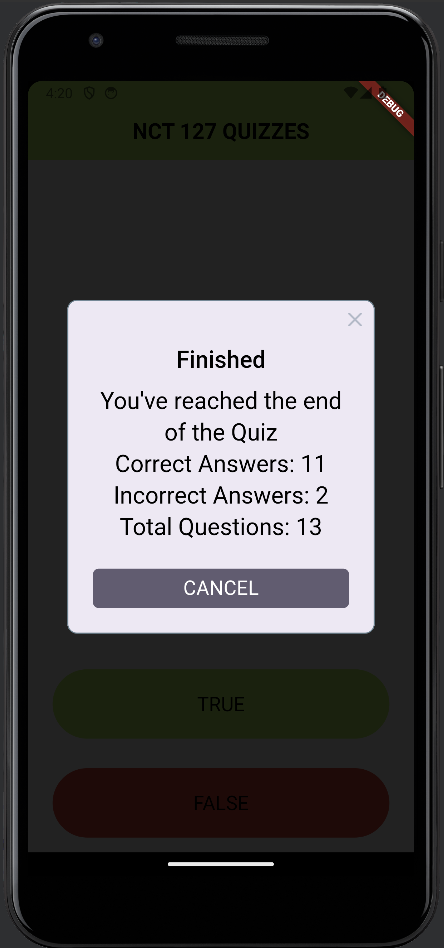 4:20
DEBUG
NCT 127 QUIZZES
Finished
You've reached the end
of the Quiz
Correct Answers: 11
Incorrect Answers: 2
Total Questions: 13
CANCEL
TRUE
FALSE